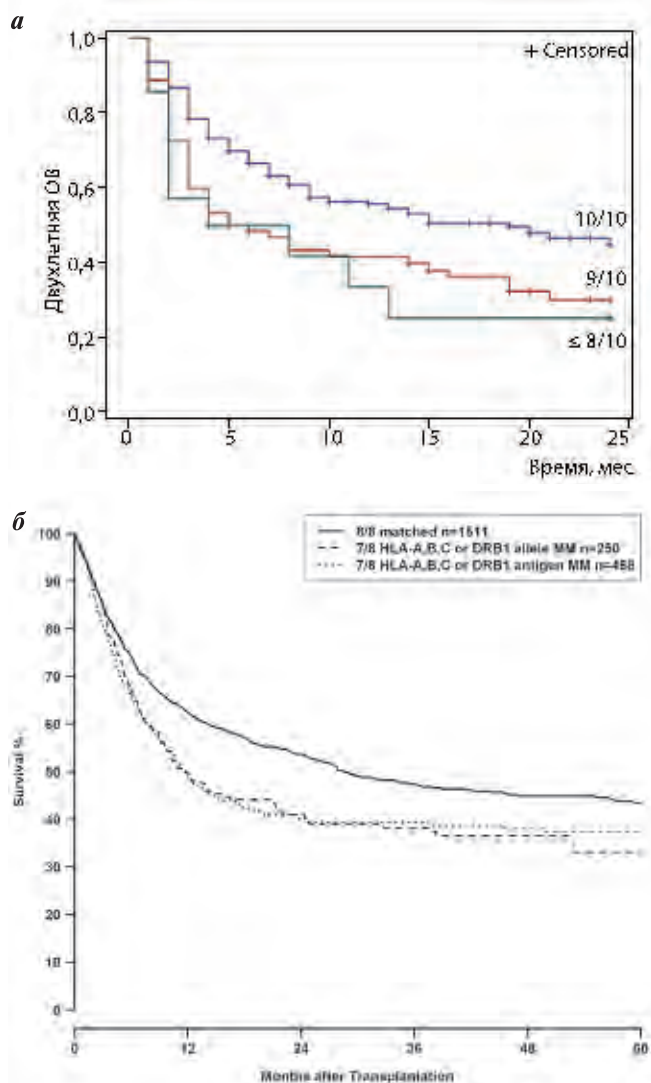 а
1,0
+ Censored
0,8
0,6
0,4
0,2
0,0
Двухлетняя ОВ
10/10
9/10
≤ 8/10
0 5 10 15 20 25
Время, мес.
б
8/8 matched n=1511
7/8 HLA-A,B,C or DRB1 allele MM n=250
7/8 HLA-A,B,C or DRB1 antigen MM n=488
100
90
80
70
60
50
40
30
20
10
0
Survival %
0 12 24 36 48 60
Months after Transplantation